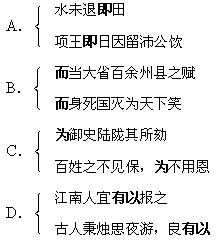 A. 水未退即田
项王即日因留沛公饮
B. 而当大省百余州县之赋
而身死国灭为天下笑
C. 为御史陆陇其所劾
百姓之不见保，为不用恩
D. 江南人宜有以报之
古人秉烛思夜游，良有以